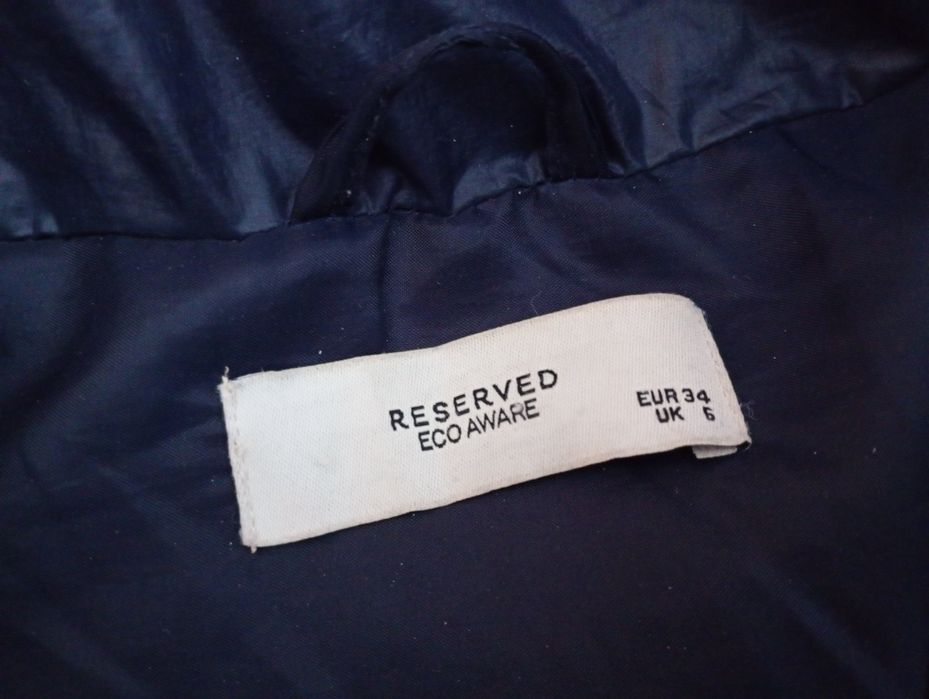 RESERVED
ECO AWARE
EUR 34
UK 6